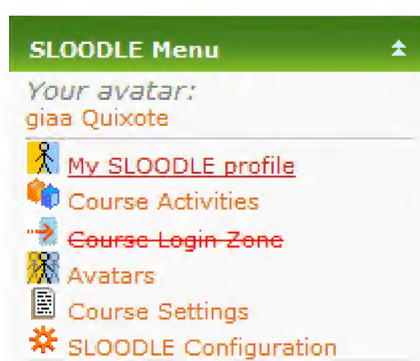 SLOODLE Menu
Your avatar:
giaa Quixote
My SLOODLE profile
Course Activities
Course Login Zone
Avatars
Course Settings
SLOODLE Configuration